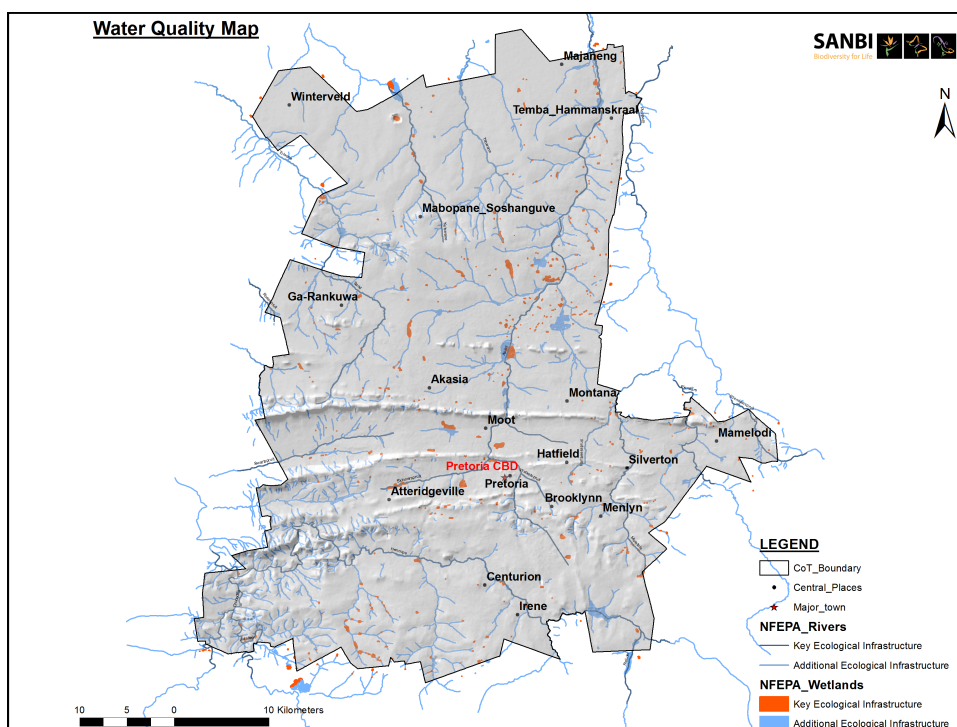 Water Quality Map
SANBI
Biodiversity for Life
N
Majaneng
Winterveld
Temba_Hammanskraal
Mabopane_Soshanguve
Ga-Rankuwa
Akasia
Montana
Moot
Mamelodi
Hatfield
Silverton
Pretoria CBD
Pretoria
Atteridgeville
Brooklynn
Menlyn
Centurion
Irene
LEGEND
CoT_Boundary
Central_Places
Major_town
NFEPA_Rivers
Key Ecological Infrastructure
Additional Ecological Infrastructure
NFEPA_Wetlands
Key Ecological Infrastructure
Additional Ecological Infrastructure
10 5 0 10 Kilometers